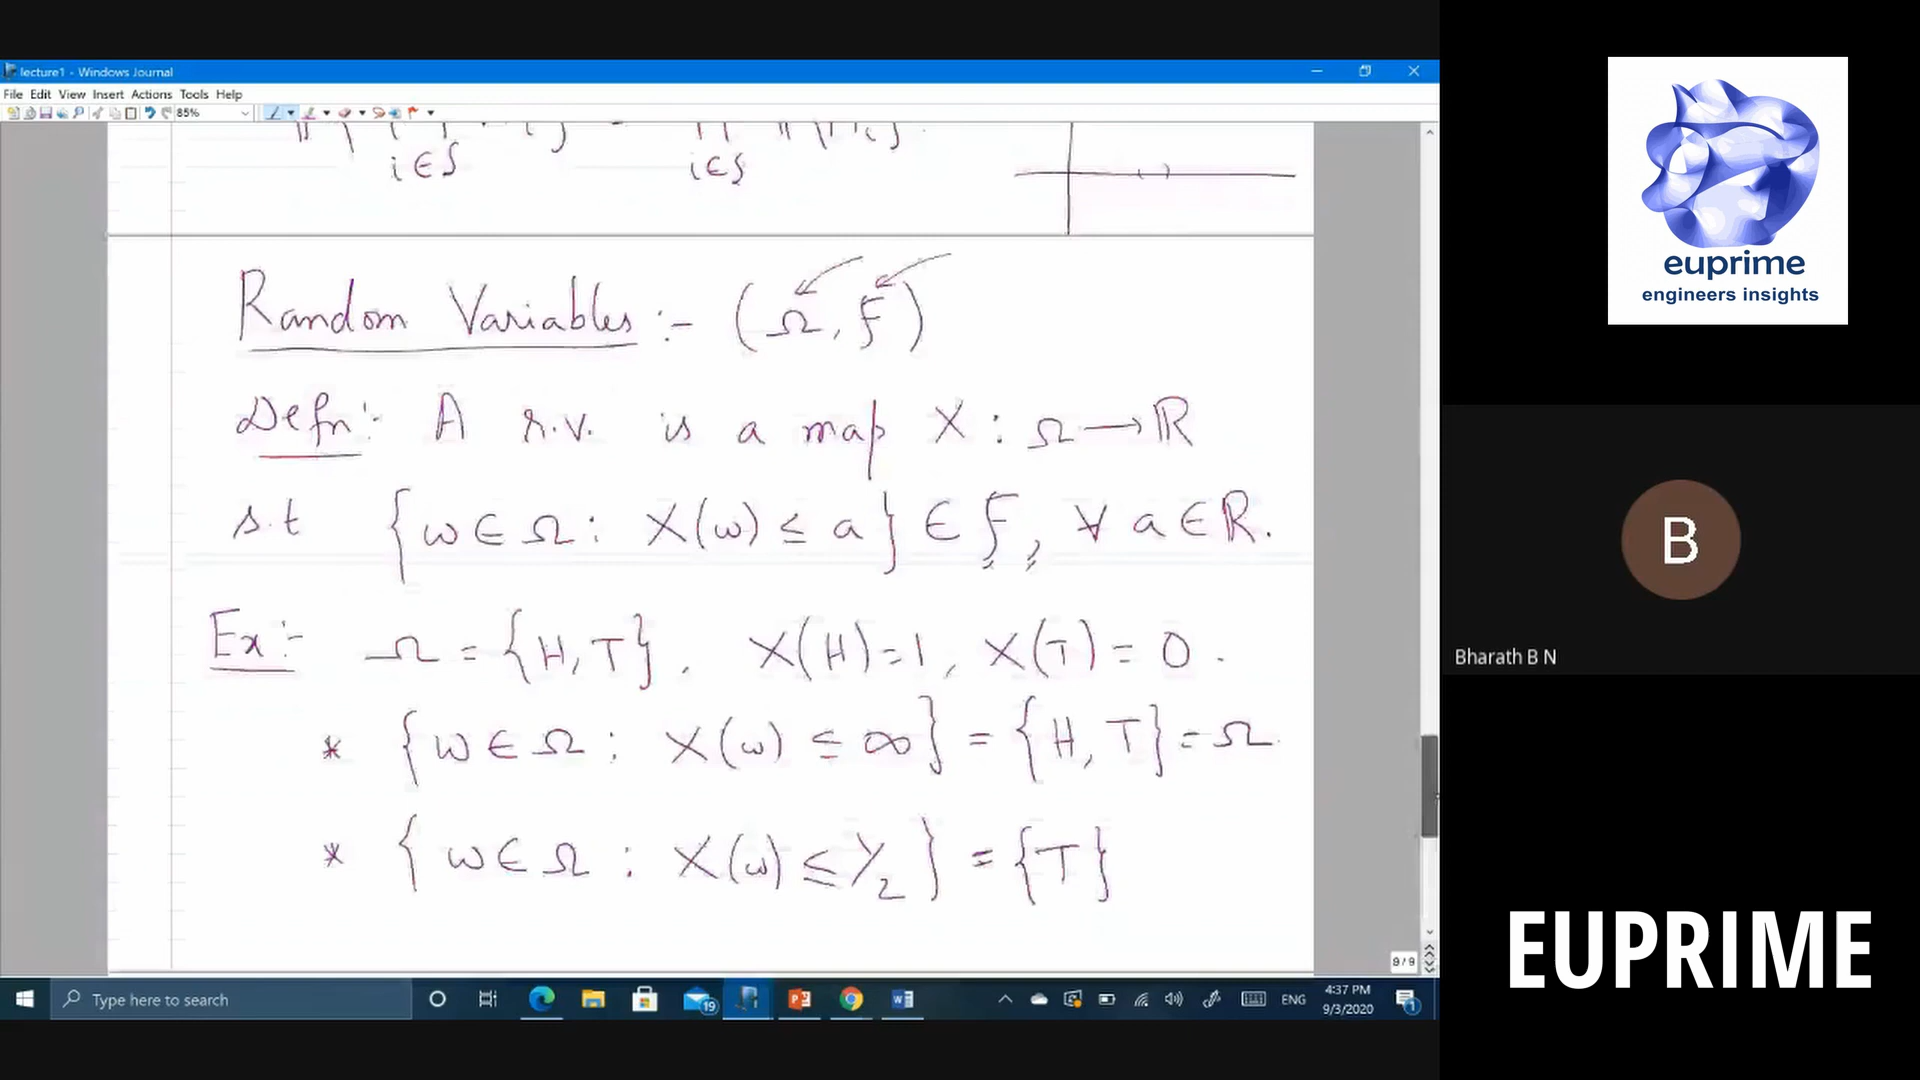 lecture1 - Windows Journal
File Edit View Insert Actions Tools Help
85%
i∈S i∈S
Random Variables :- (Ω, F)
Defn:- A r.v. is a map X : Ω → R
s.t {ω ∈ Ω : X(ω) ≤ a} ∈ F, ∀ a ∈ R.
Ex:- Ω = {H, T}, X(H)=1, X(T) = 0.
* {ω ∈ Ω : X(ω) ≤ ∞} = {H, T} = Ω.
* {ω ∈ Ω : X(ω) ≤ 1/2} = {T}
9 / 9
Type here to search
19
ENG
4:37 PM
9/3/2020
1
euprime
engineers insights
B
Bharath B N
EUPRIME